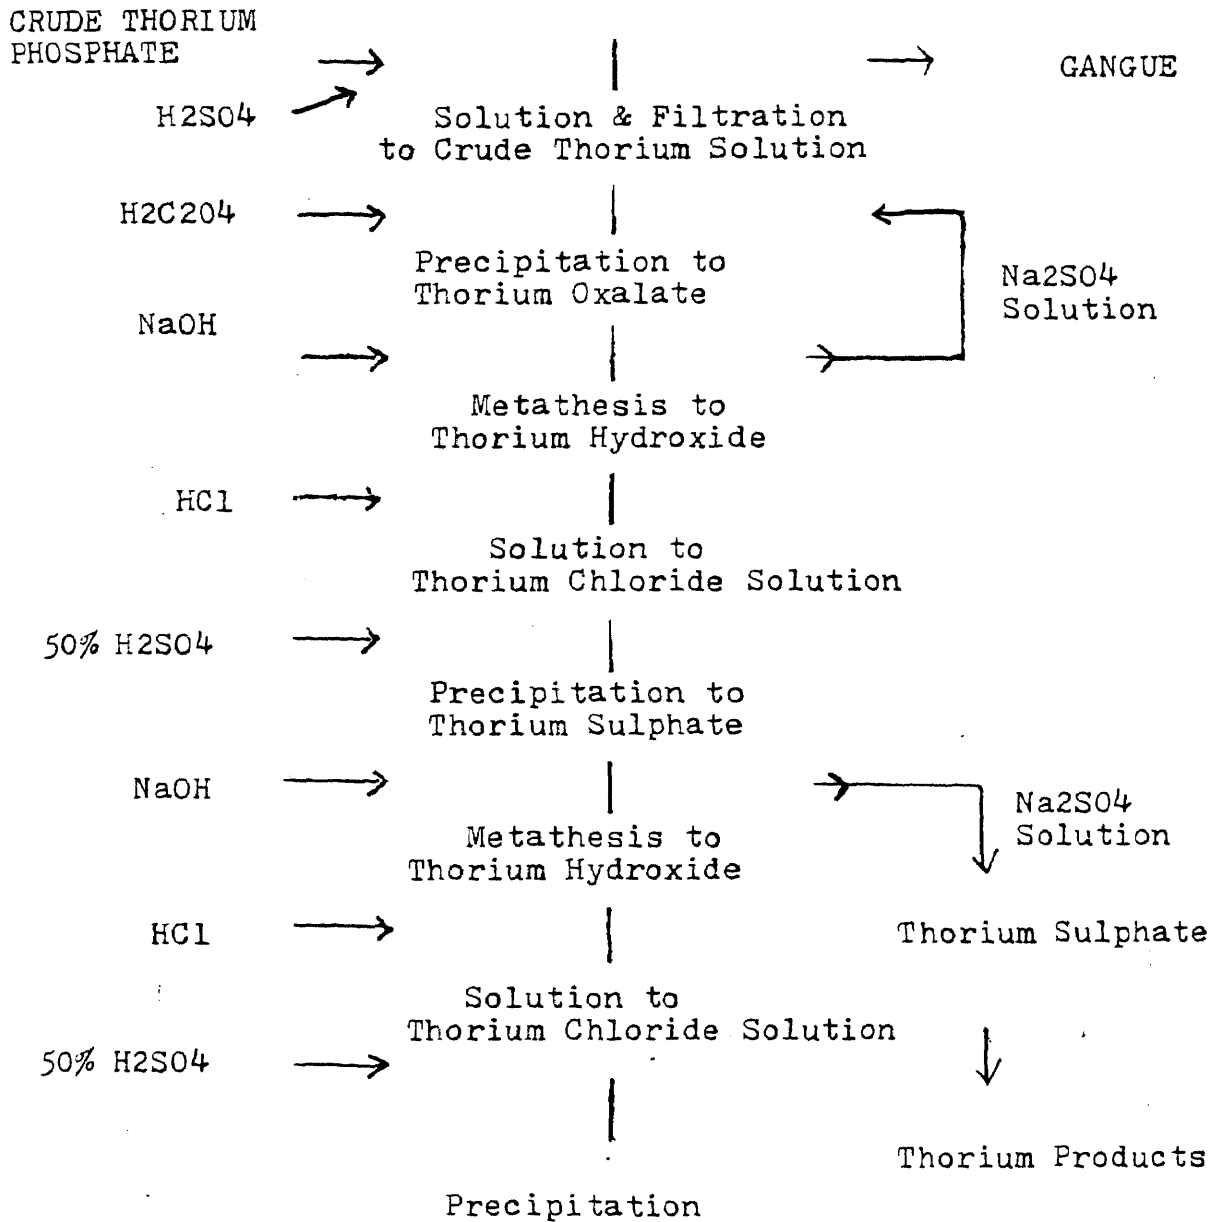 CRUDE THORIUM
PHOSPHATE
GANGUE
H2SO4
Solution & Filtration
to Crude Thorium Solution
H2C2O4
Precipitation to
Thorium Oxalate
Na2SO4
Solution
NaOH
Metathesis to
Thorium Hydroxide
HCl
Solution to
Thorium Chloride Solution
50% H2SO4
Precipitation to
Thorium Sulphate
NaOH
Na2SO4
Solution
Metathesis to
Thorium Hydroxide
HCl
Thorium Sulphate
Solution to
Thorium Chloride Solution
50% H2SO4
Thorium Products
Precipitation